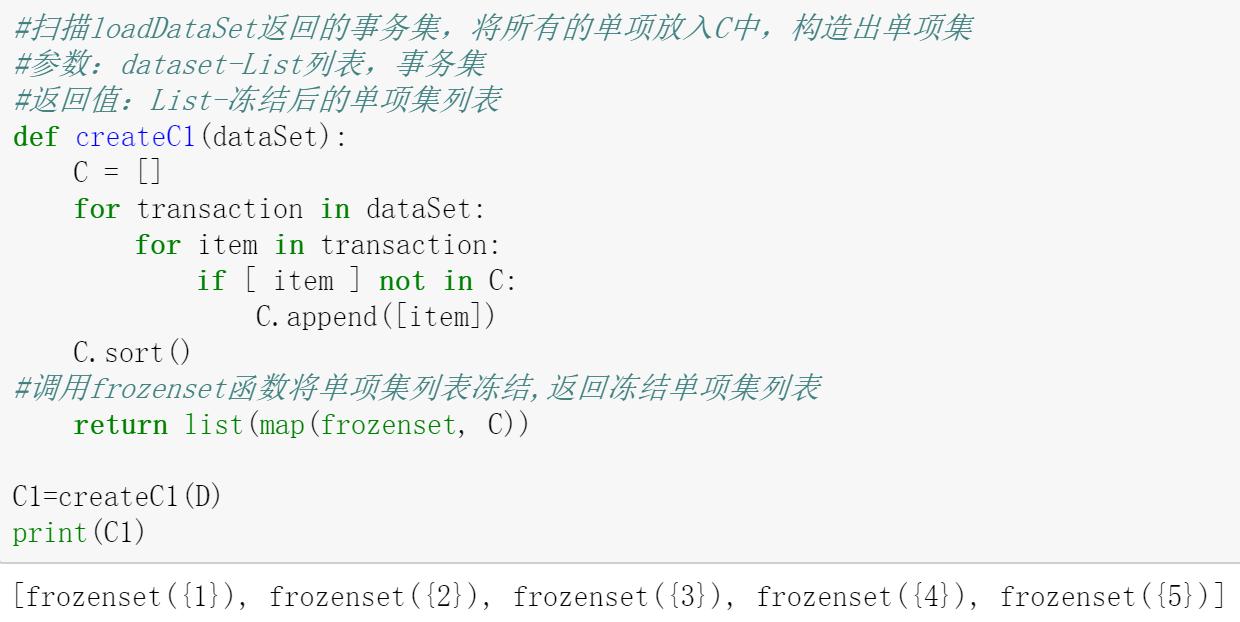 #扫描loadDataSet返回的事务集，将所有的单项放入C中，构造出单项集
#参数：dataset-List列表，事务集
#返回值：List-冻结后的单项集列表
def createC1(dataSet):
    C = []
    for transaction in dataSet:
        for item in transaction:
            if [ item ] not in C:
                C.append([item])
    C.sort()
#调用frozenset函数将单项集列表冻结,返回冻结单项集列表
    return list(map(frozenset, C))
C1=createC1(D)
print(C1)
[frozenset({1}), frozenset({2}), frozenset({3}), frozenset({4}), frozenset({5})]